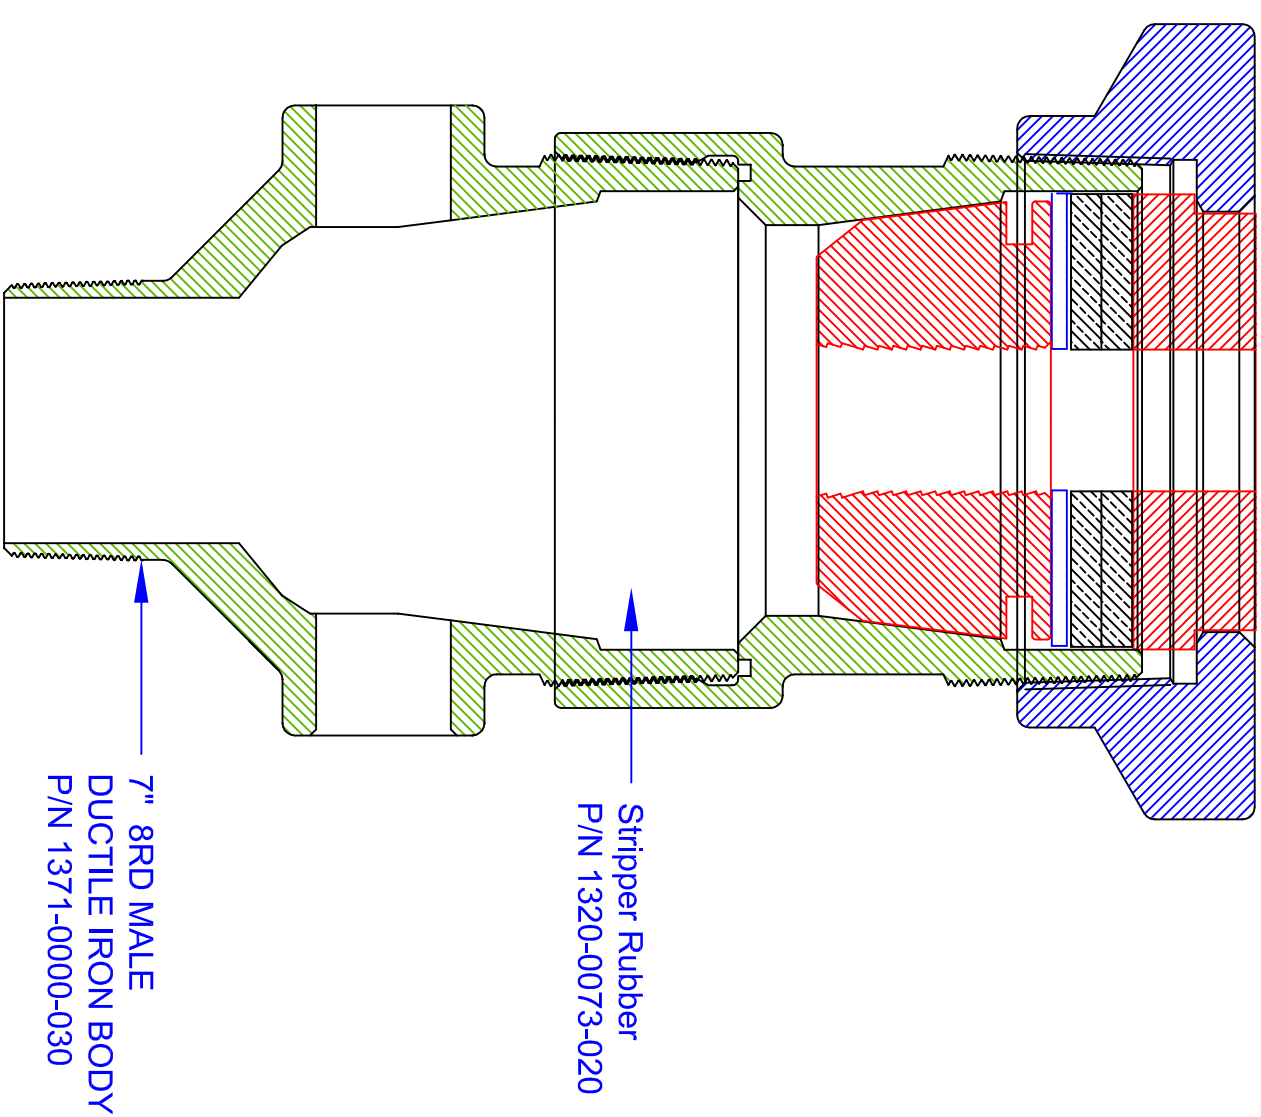 Stripper Rubber
P/N 1320-0073-020
7" 8RD MALE
DUCTILE IRON BODY
P/N 1371-0000-030